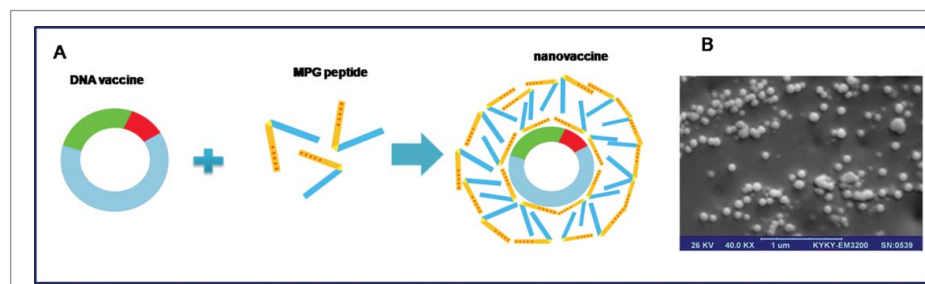 A
DNA vaccine
MPG peptide
nanovaccine
B
26 KV 40.0 KX 1 um KYKY-EM3200 SN:0539